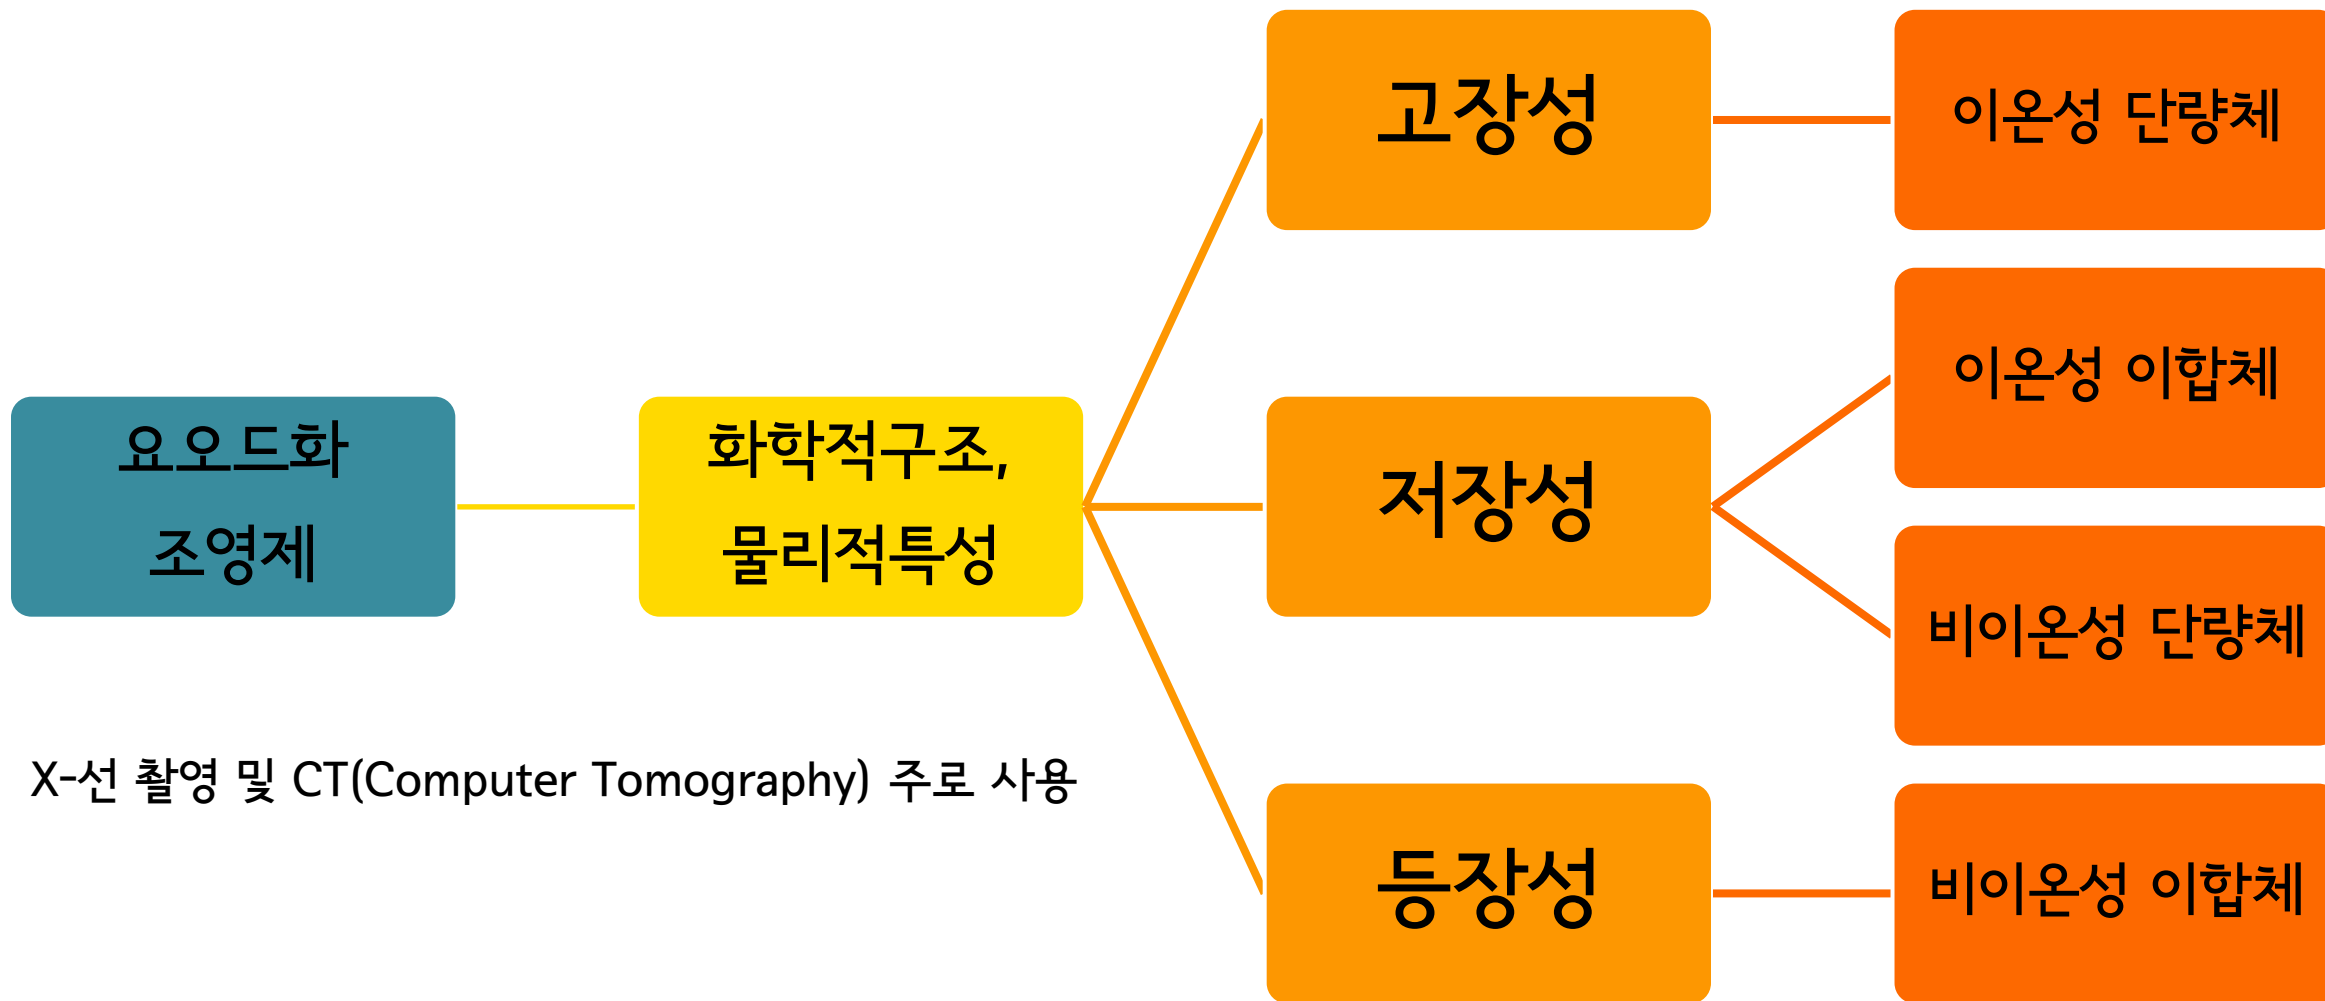 요오드화
조영제
화학적구조,
물리적특성
고장성
이온성 단량체
저장성
이온성 이합체
비이온성 단량체
등장성
비이온성 이합체
X-선 촬영 및 CT(Computer Tomography) 주로 사용